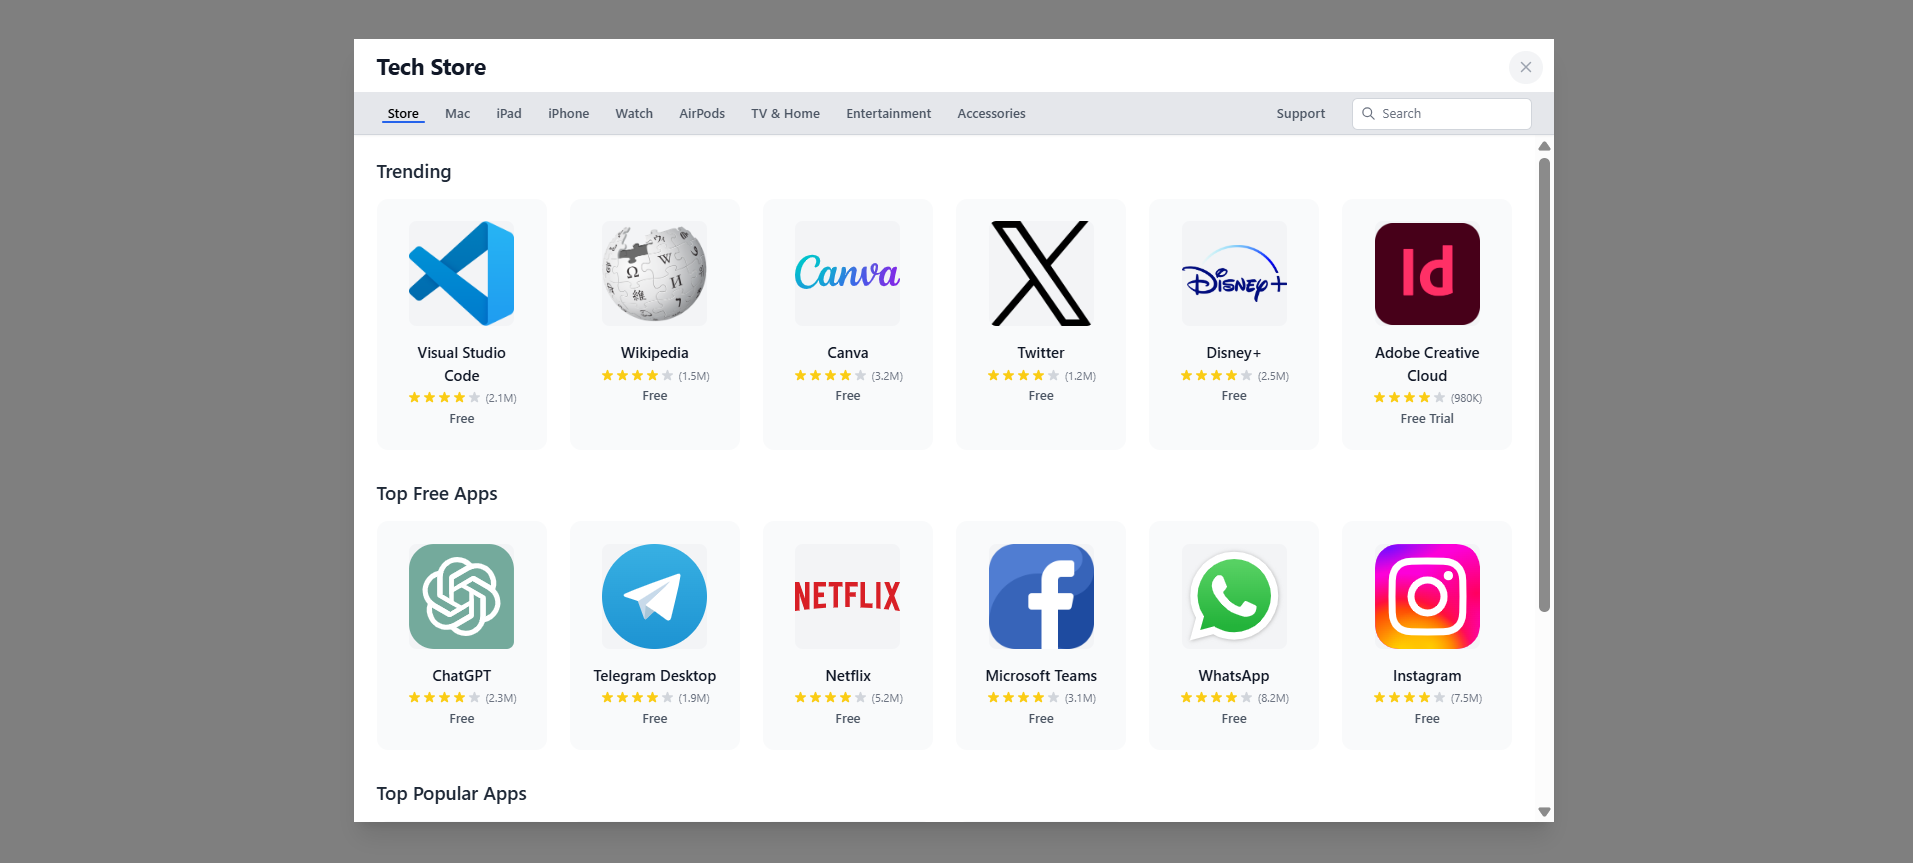 Tech Store
Store Mac iPad iPhone Watch AirPods TV & Home Entertainment Accessories Support Search
Trending
Canva
Disney+
Id
Visual Studio
Code
(2.1M)
Free
Wikipedia
(1.5M)
Free
Canva
(3.2M)
Free
Twitter
(1.2M)
Free
Disney+
(2.5M)
Free
Adobe Creative
Cloud
(980K)
Free Trial
Top Free Apps
NETFLIX
ChatGPT
(2.3M)
Free
Telegram Desktop
(1.9M)
Free
Netflix
(5.2M)
Free
Microsoft Teams
(3.1M)
Free
WhatsApp
(8.2M)
Free
Instagram
(7.5M)
Free
Top Popular Apps